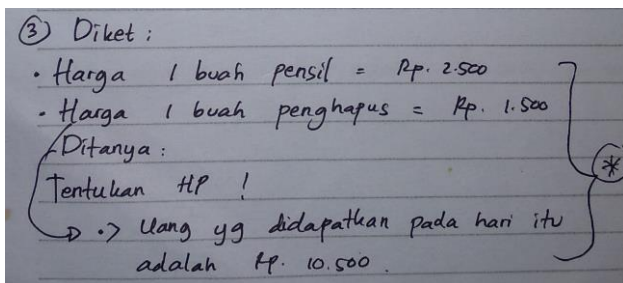 ③ Diket :
• Harga 1 buah pensil = Rp. 2.500
• Harga 1 buah penghapus = Rp. 1.500
Ditanya :
Tentukan HP !
•> Uang yg didapatkan pada hari itu
adalah Rp. 10.500.
*